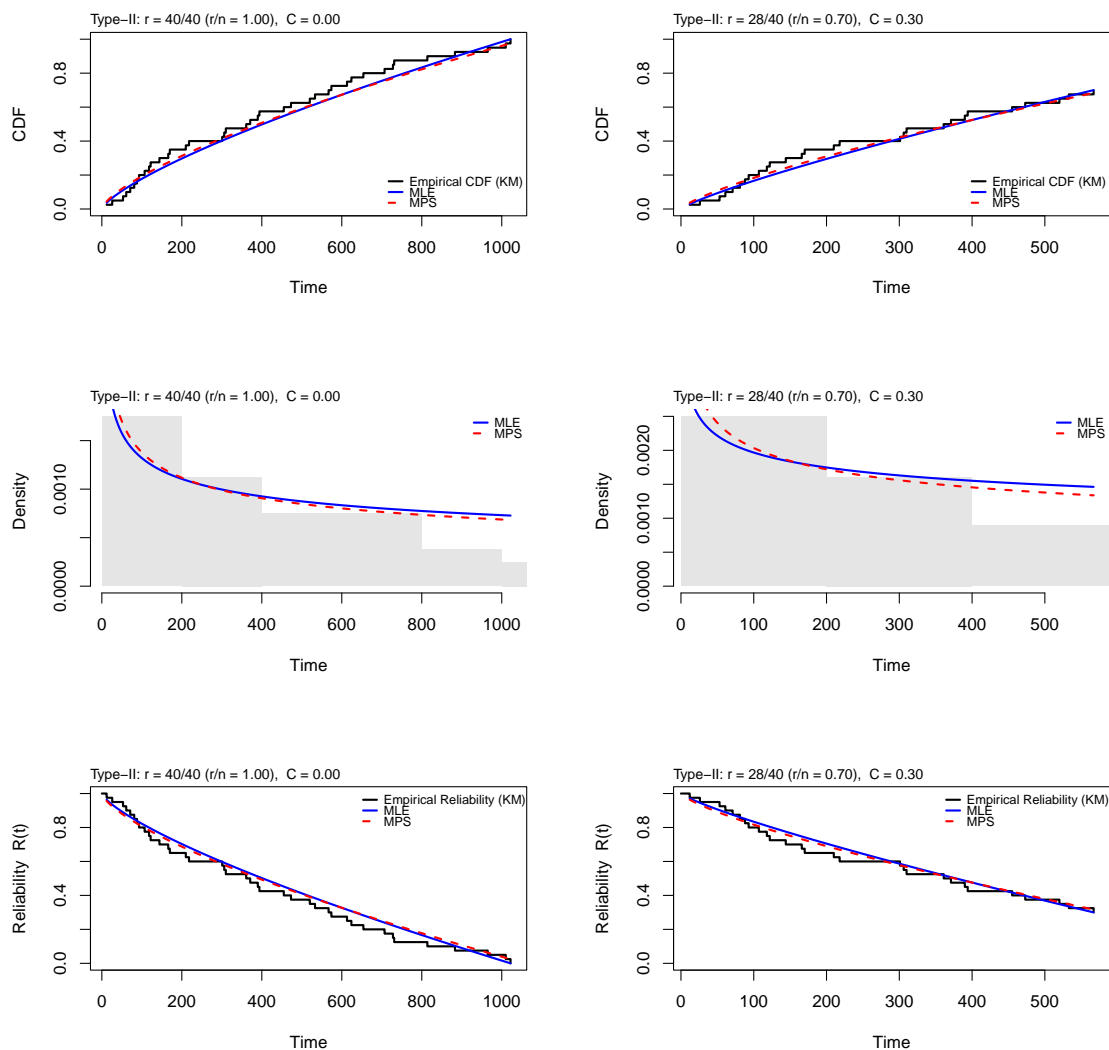 Type−II: r = 40/40 (r/n = 1.00),  C = 0.00
CDF
0.0 0.4 0.8
Empirical CDF (KM)
MLE
MPS
0 200 400 600 800 1000
Time
Type−II: r = 28/40 (r/n = 0.70),  C = 0.30
CDF
0.0 0.4 0.8
Empirical CDF (KM)
MLE
MPS
0 100 200 300 400 500
Time
Type−II: r = 40/40 (r/n = 1.00),  C = 0.00
Density
0.0000 0.0010
MLE
MPS
0 200 400 600 800 1000
Time
Type−II: r = 28/40 (r/n = 0.70),  C = 0.30
Density
0.0000 0.0010 0.0020
MLE
MPS
0 100 200 300 400 500
Time
Type−II: r = 40/40 (r/n = 1.00),  C = 0.00
Reliability  R(t)
0.0 0.4 0.8
Empirical Reliability (KM)
MLE
MPS
0 200 400 600 800 1000
Time
Type−II: r = 28/40 (r/n = 0.70),  C = 0.30
Reliability  R(t)
0.0 0.4 0.8
Empirical Reliability (KM)
MLE
MPS
0 100 200 300 400 500
Time